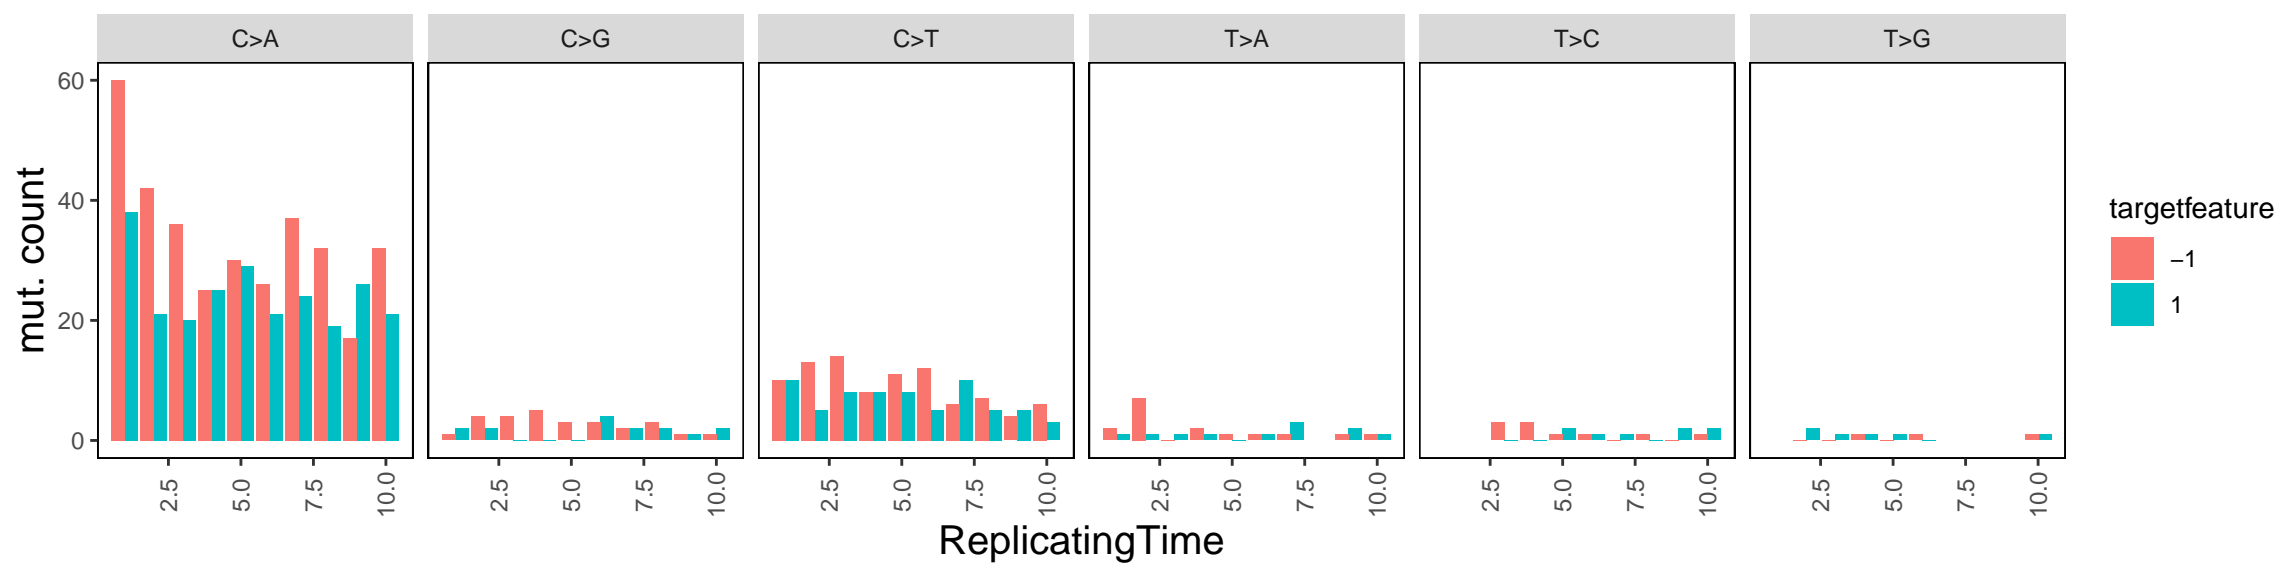 C>A C>G C>T T>A T>C T>G
60
40
20
0
mut. count
2.5 5.0 7.5 10.0 2.5 5.0 7.5 10.0 2.5 5.0 7.5 10.0 2.5 5.0 7.5 10.0 2.5 5.0 7.5 10.0 2.5 5.0 7.5 10.0
ReplicatingTime
targetfeature
−1
1